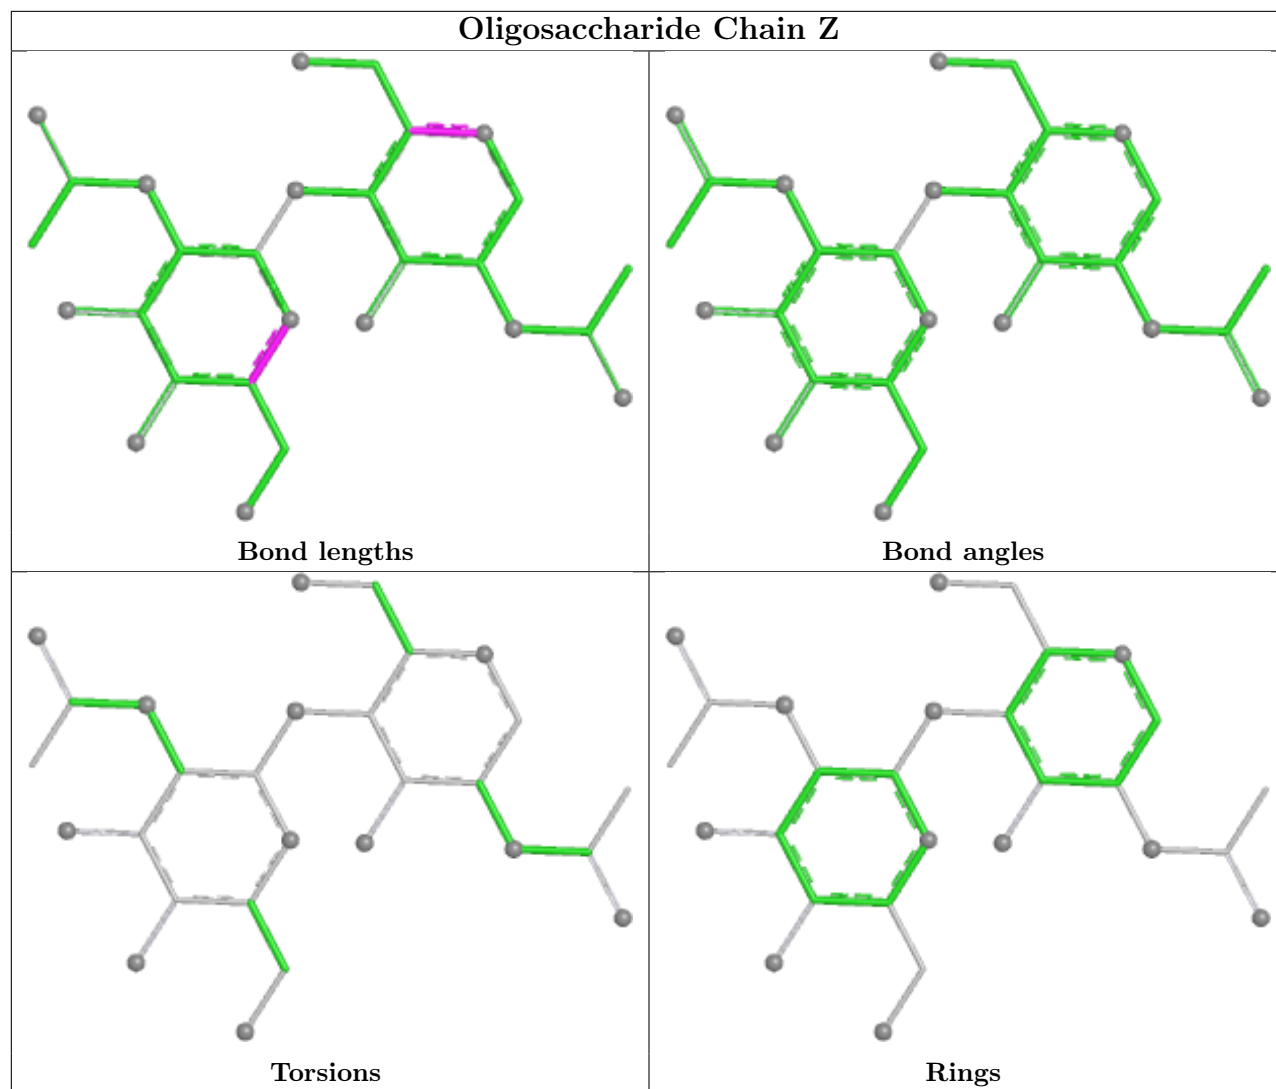 Oligosaccharide Chain Z
Bond lengths
Bond angles
Torsions
Rings